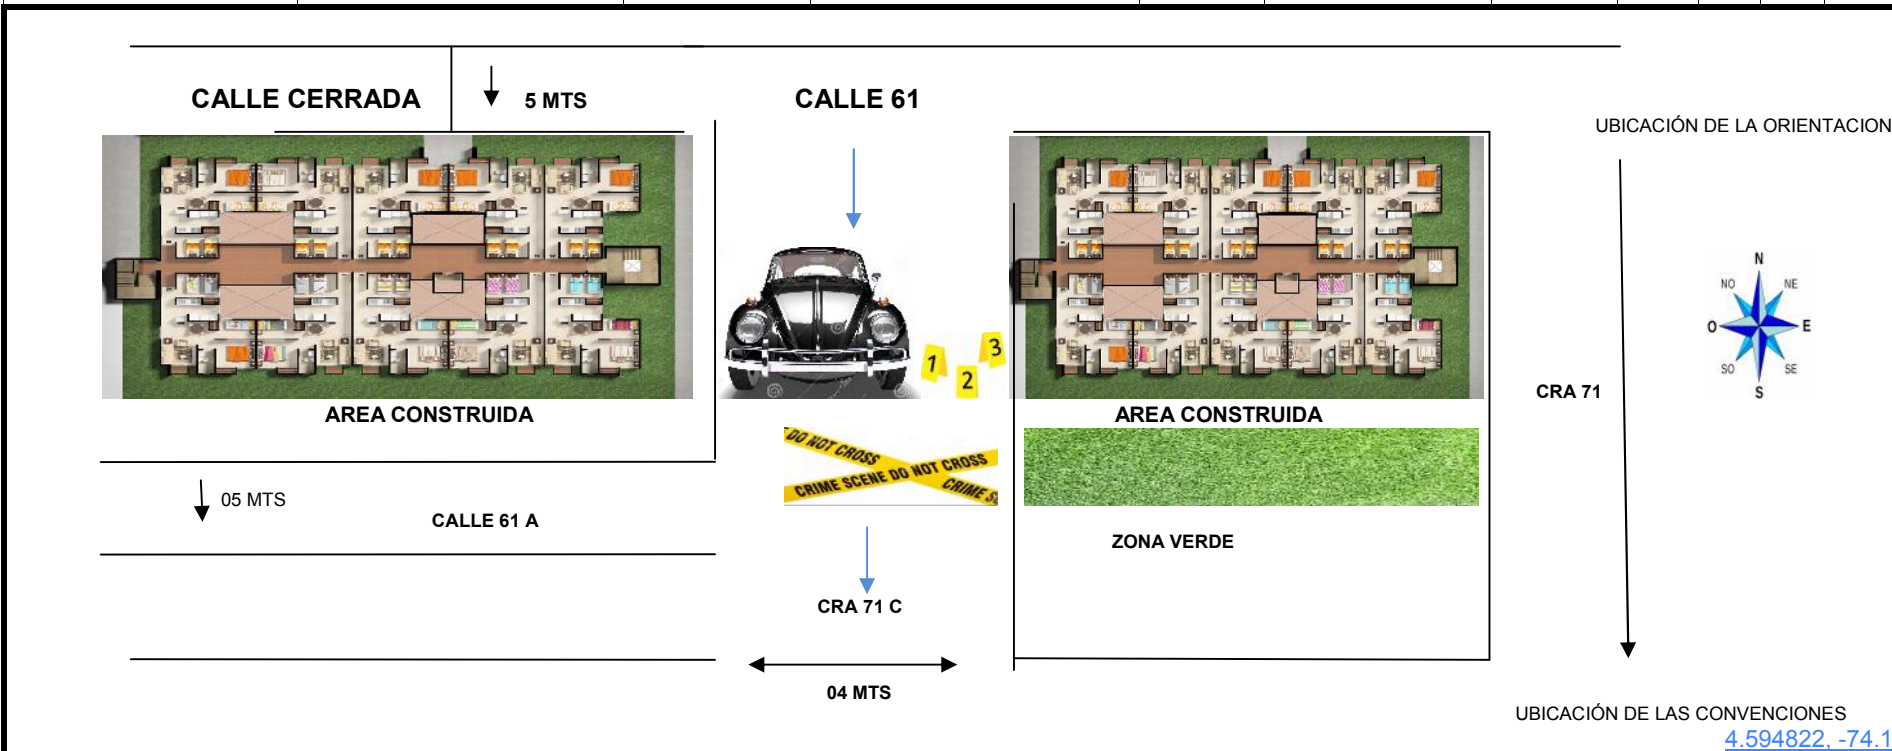 CALLE CERRADA
5 MTS
CALLE 61
UBICACIÓN DE LA ORIENTACION
N
NO
NE
O
E
SO
SE
S
1
2
3
CRA 71
AREA CONSTRUIDA
AREA CONSTRUIDA
DO NOT CROSS
CRIME SCENE DO NOT CROSS
CRIME
05 MTS
CALLE 61 A
ZONA VERDE
CRA 71 C
04 MTS
UBICACIÓN DE LAS CONVENCIONES
4.594822, -74.1